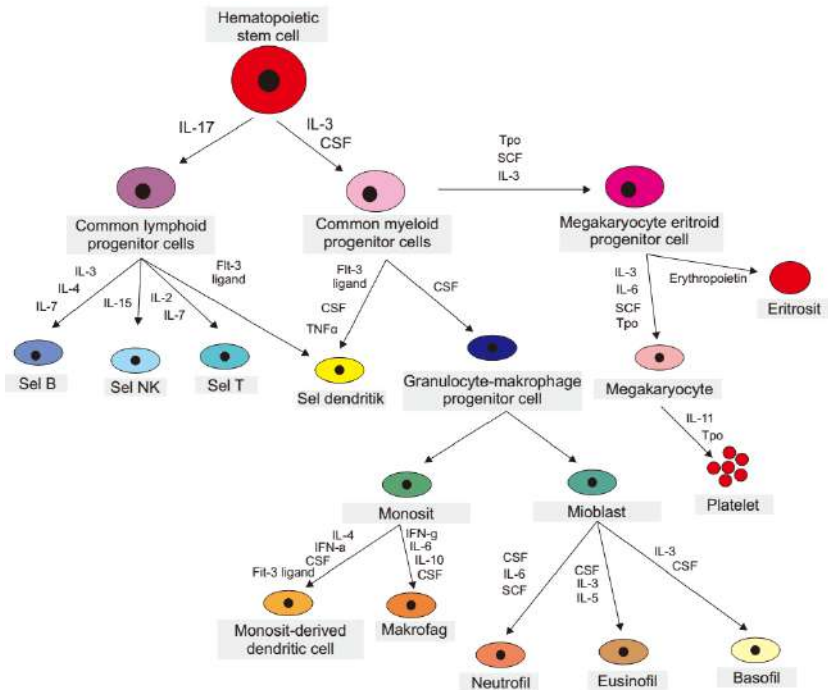 Hematopoietic
stem cell
IL-17
IL-3
CSF
Tpo
SCF
IL-3
Common lymphoid
progenitor cells
Common myeloid
progenitor cells
Megakaryocyte eritroid
progenitor cell
IL-3
IL-4
IL-7
IL-15
IL-2
IL-7
Flt-3
ligand
Flt-3
ligand
CSF
TNFα
CSF
IL-3
IL-6
SCF
Tpo
Erythropoietin
Eritrosit
Sel B
Sel NK
Sel T
Sel dendritik
Granulocyte-makrophage
progenitor cell
Megakaryocyte
IL-11
Tpo
Platelet
Monosit
Mioblast
IL-4
IFN-a
CSF
Fit-3 ligand
IFN-g
IL-6
IL-10
CSF
CSF
IL-6
SCF
CSF
IL-3
IL-5
IL-3
CSF
Monosit-derived
dendritic cell
Makrofag
Neutrofil
Eusinofil
Basofil